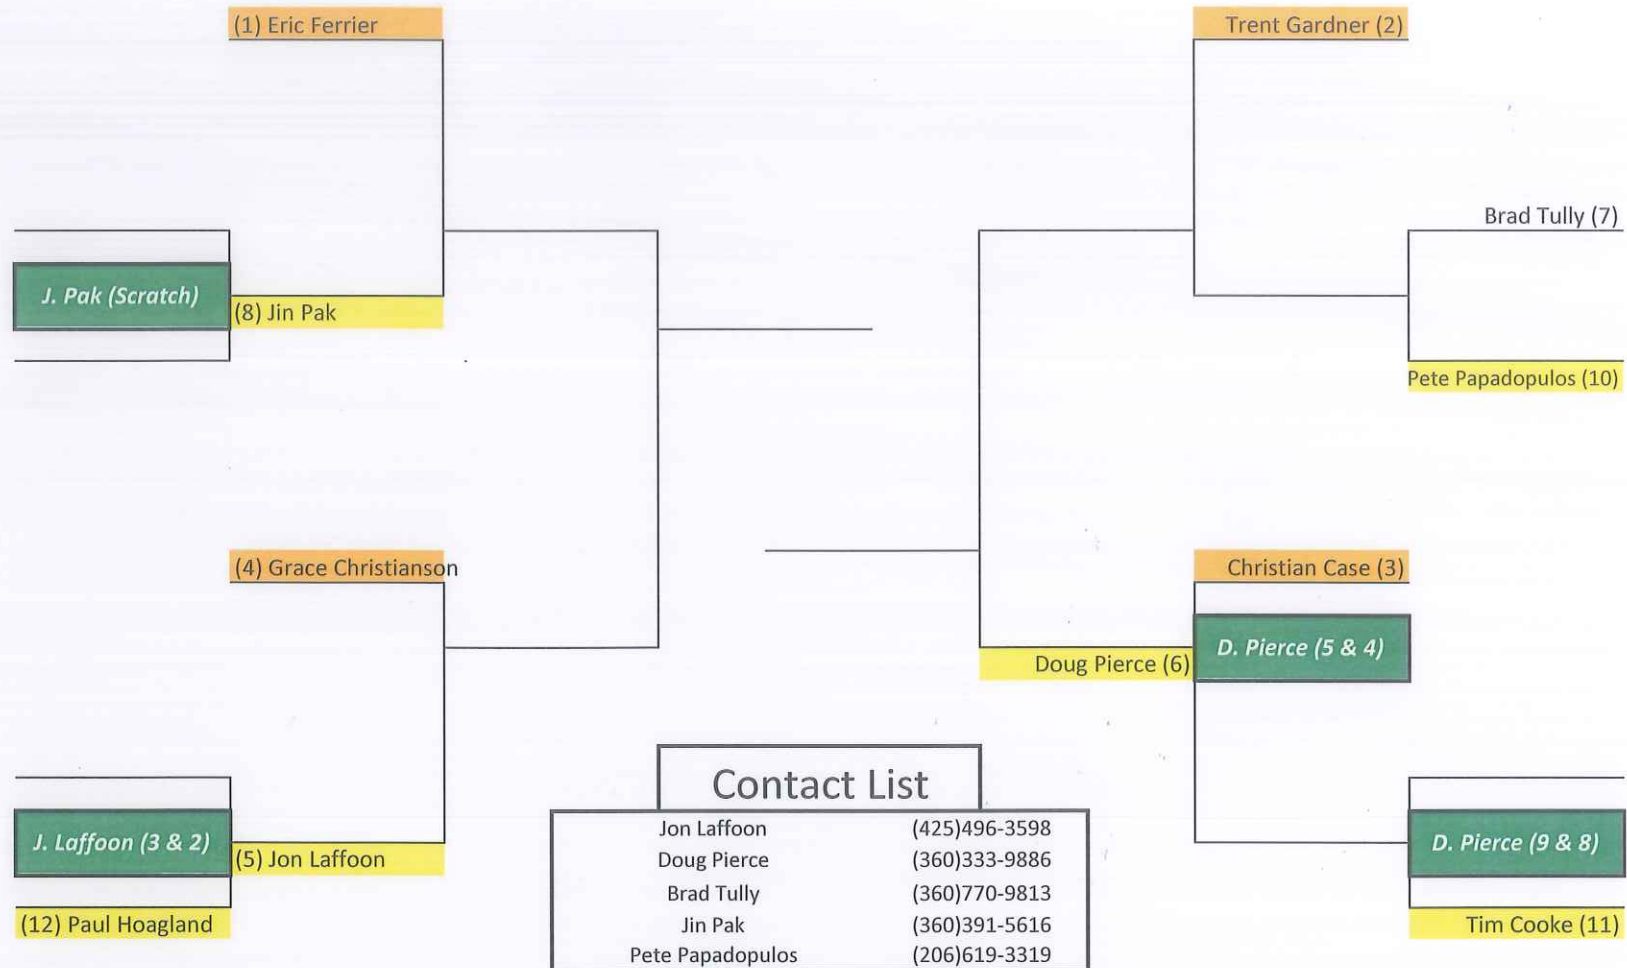 (1) Eric Ferrier
Trent Gardner (2)
Brad Tully (7)
J. Pak (Scratch)
(8) Jin Pak
Pete Papadopulos (10)
(4) Grace Christianson
Christian Case (3)
D. Pierce (5 & 4)
Doug Pierce (6)
J. Laffoon (3 & 2)
(5) Jon Laffoon
D. Pierce (9 & 8)
(12) Paul Hoagland
Tim Cooke (11)
Contact List
Jon Laffoon (425)496-3598
Doug Pierce (360)333-9886
Brad Tully (360)770-9813
Jin Pak (360)391-5616
Pete Papadopulos (206)619-3319